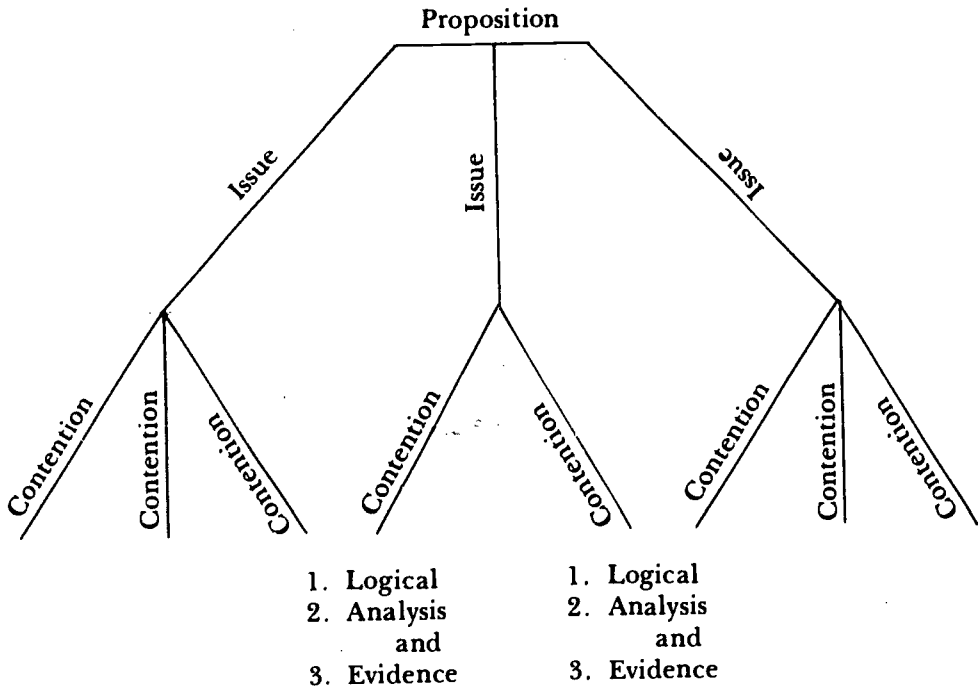 Proposition
Issue
Issue
Issue
Contention
Contention
Contention
Contention
Contention
Contention
Contention
Contention
1. Logical
2. Analysis
and
3. Evidence
1. Logical
2. Analysis
and
3. Evidence